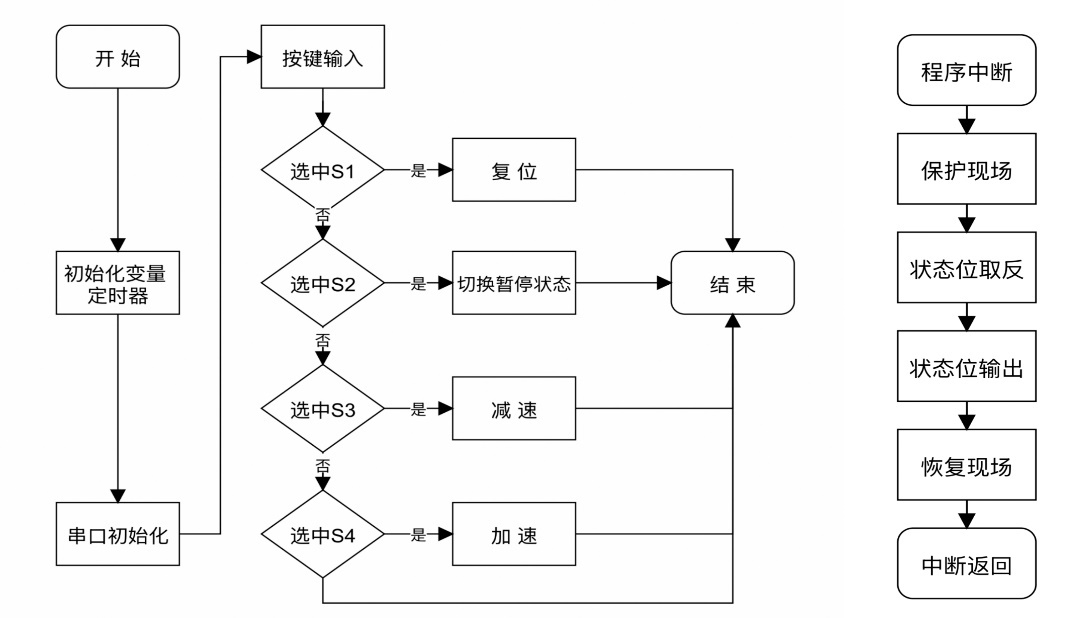 开 始
初始化变量
定时器
串口初始化
按键输入
选中S1
是
复 位
否
选中S2
是
切换暂停状态
结 束
否
选中S3
是
减 速
否
选中S4
是
加 速
程序中断
保护现场
状态位取反
状态位输出
恢复现场
中断返回